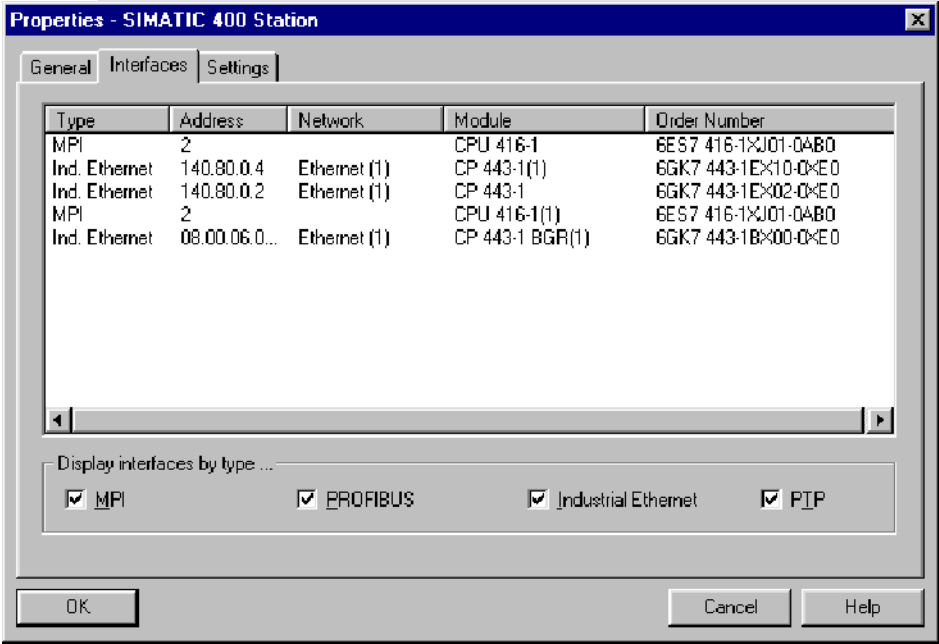 Properties - SIMATIC 400 Station
General Interfaces Settings
Type Address Network Module Order Number
MPI 2 CPU 416-1 6ES7 416-1XJ01-0AB0
Ind. Ethernet 140.80.0.4 Ethernet (1) CP 443-1(1) 6GK7 443-1EX10-0XE0
Ind. Ethernet 140.80.0.2 Ethernet (1) CP 443-1 6GK7 443-1EX02-0XE0
MPI 2 CPU 416-1(1) 6ES7 416-1XJ01-0AB0
Ind. Ethernet 08.00.06.0... Ethernet (1) CP 443-1 BGR(1) 6GK7 443-1BX00-0XE0
Display interfaces by type ...
MPI PROFIBUS Industrial Ethernet PTP
OK Cancel Help